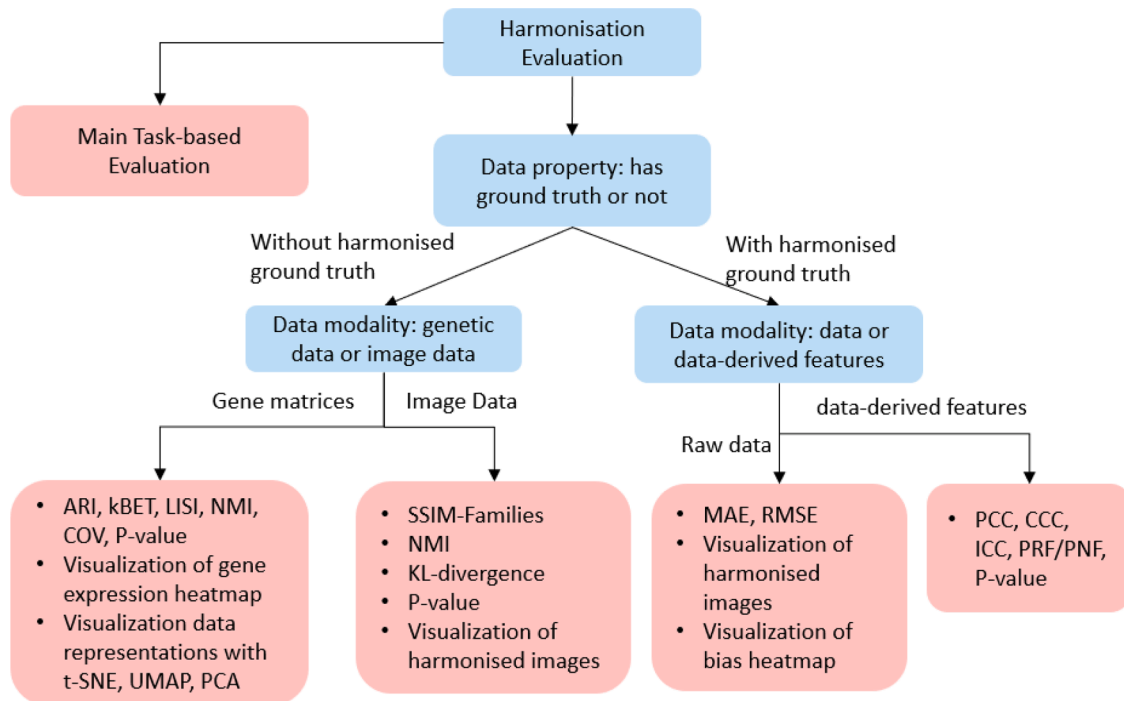 Harmonisation
Evaluation
Main Task-based
Evaluation
Data property: has
ground truth or not
Without harmonised
ground truth
With harmonised
ground truth
Data modality: genetic
data or image data
Data modality: data or
data-derived features
Gene matrices
Image Data
Raw data
data-derived features
• ARI, kBET, LISI, NMI,
COV, P-value
• Visualization of gene
expression heatmap
• Visualization data
representations with
t-SNE, UMAP, PCA
• SSIM-Families
• NMI
• KL-divergence
• P-value
• Visualization of
harmonised images
• MAE, RMSE
• Visualization of
harmonised
images
• Visualization of
bias heatmap
• PCC, CCC,
ICC, PRF/PNF,
P-value